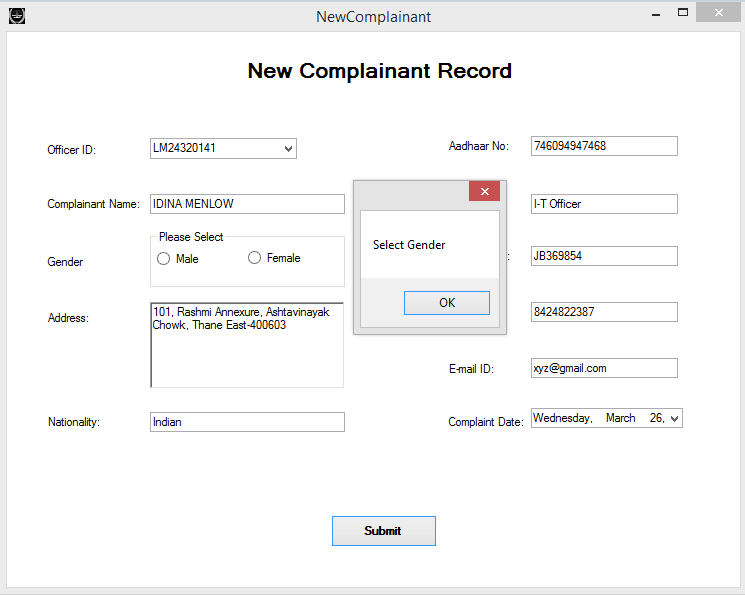 NewComplainant
New Complainant Record
Officer ID:
LM24320141
Aadhaar No:
746094947468
Complainant Name:
IDINA MENLOW
I-T Officer
Gender
Please Select
Male
Female
Select Gender
OK
:
JB369854
Address:
101, Rashmi Annexure, Ashtavinayak
Chowk, Thane East-400603
8424822387
E-mail ID:
xyz@gmail.com
Nationality:
Indian
Complaint Date:
Wednesday, March 26,
Submit